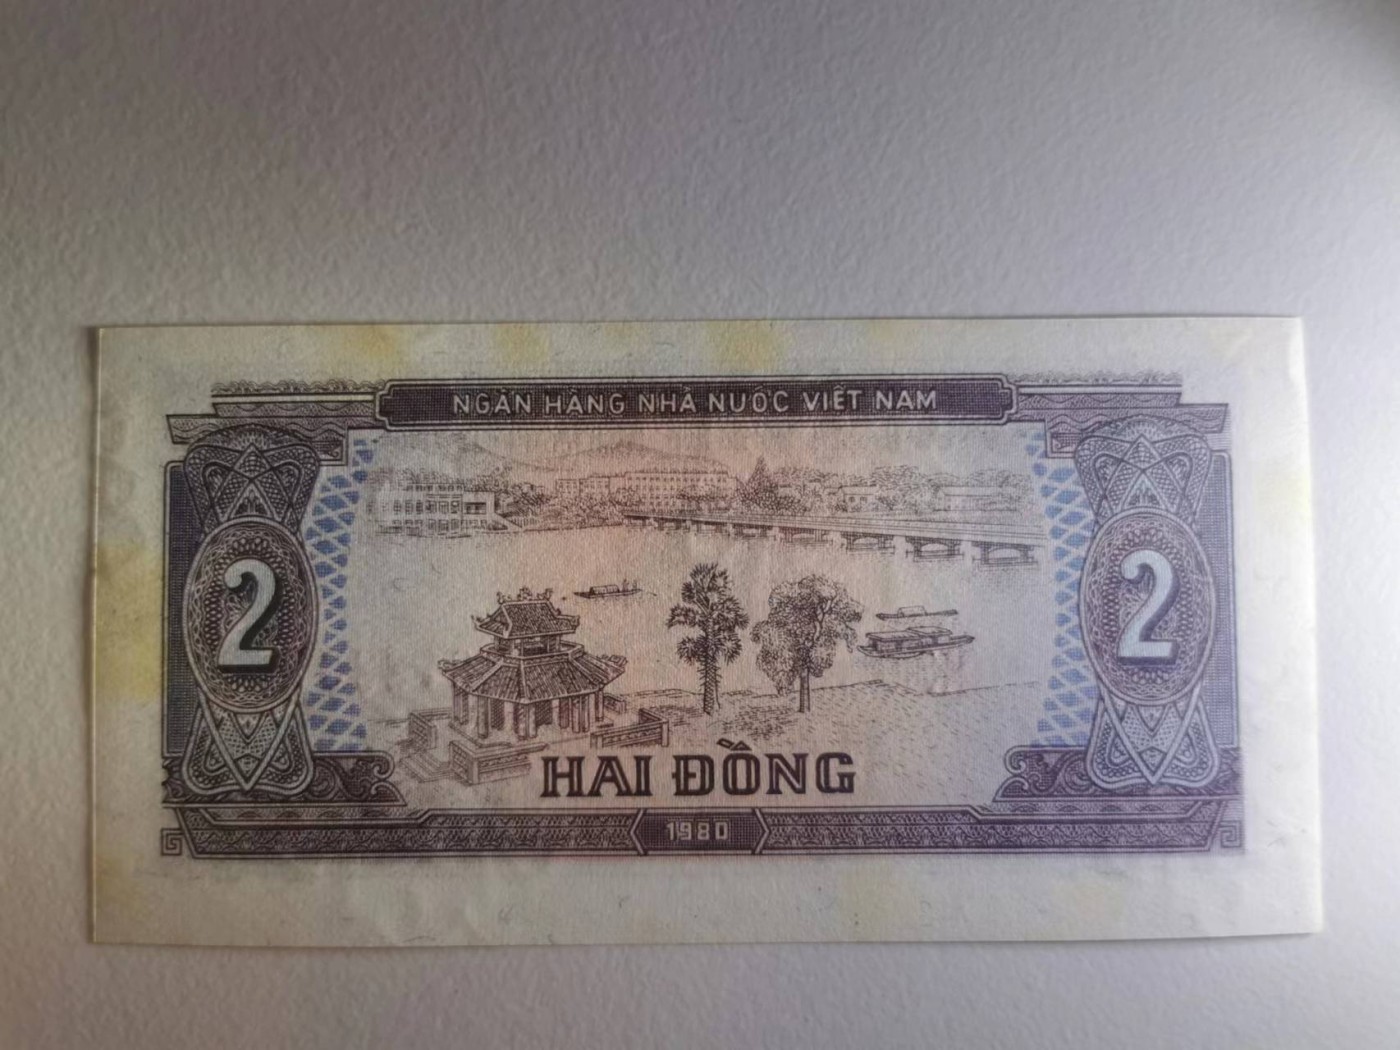 NGÂN HÀNG NHÀ NƯỚC VIỆT NAM
2 2
HAI ĐỒNG
1980